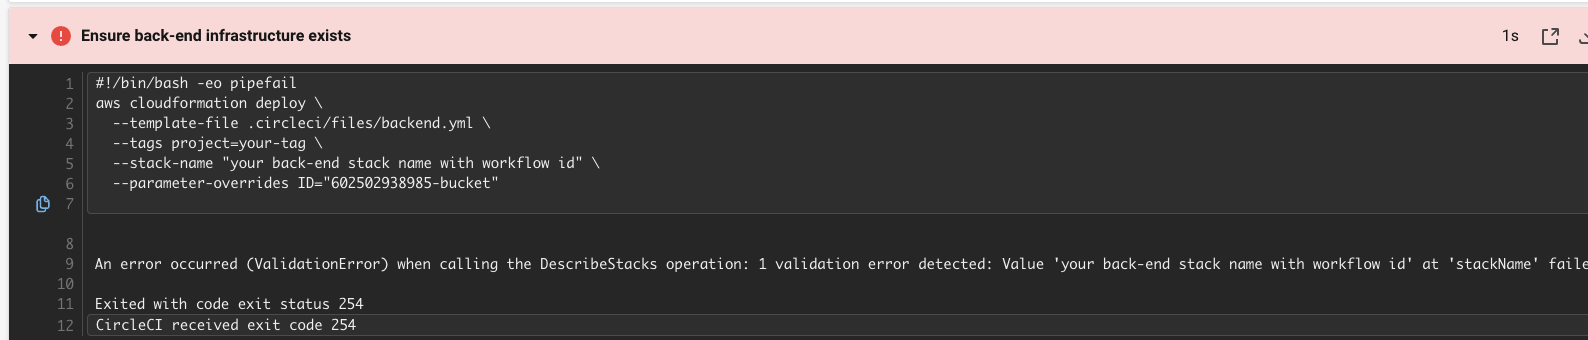 Ensure back-end infrastructure exists 1s
1 #!/bin/bash -eo pipefail
2 aws cloudformation deploy \
3 --template-file .circleci/files/backend.yml \
4 --tags project=your-tag \
5 --stack-name "your back-end stack name with workflow id" \
6 --parameter-overrides ID="602502938985-bucket"
7
8
9 An error occurred (ValidationError) when calling the DescribeStacks operation: 1 validation error detected: Value 'your back-end stack name with workflow id' at 'stackName' faile
10
11 Exited with code exit status 254
12 CircleCI received exit code 254